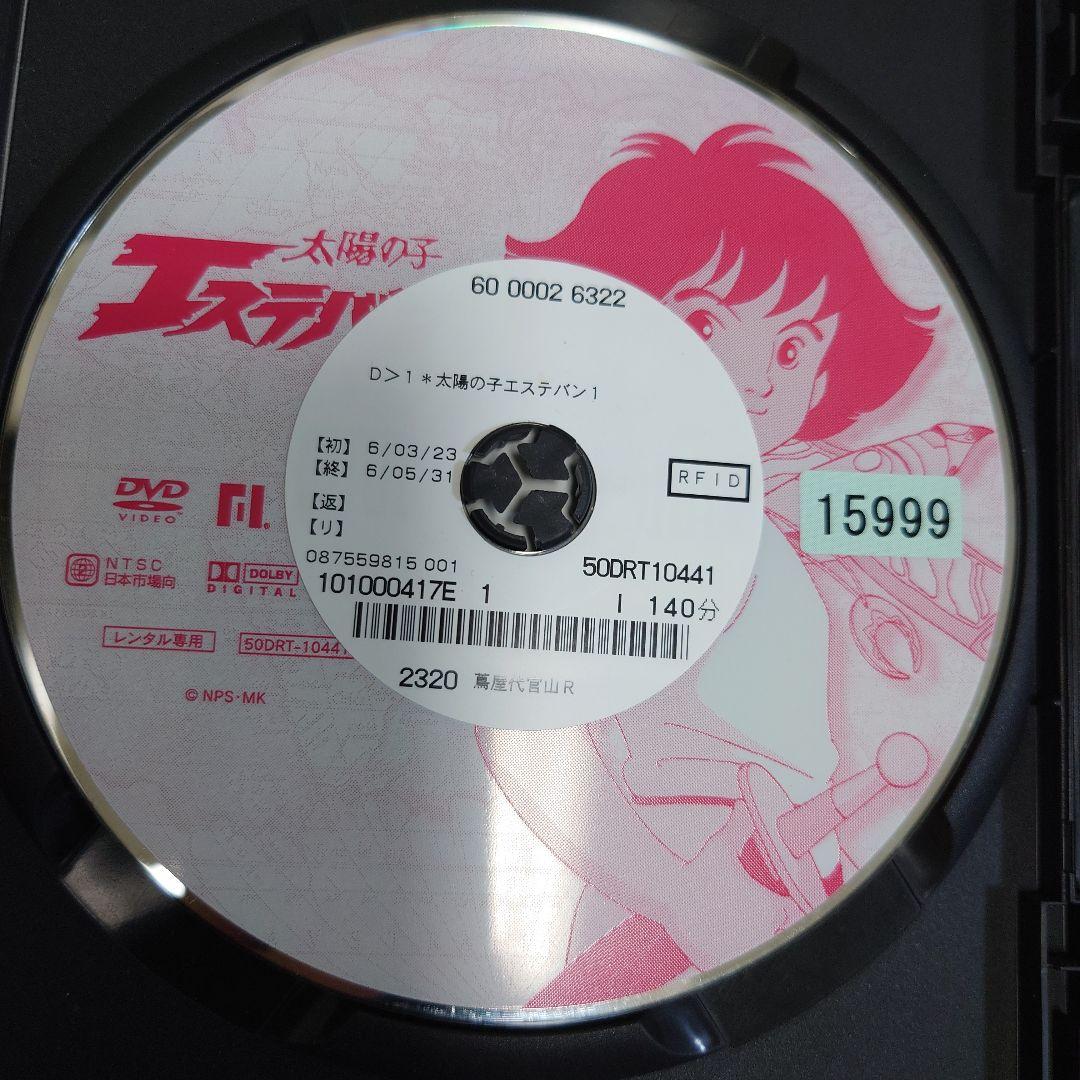 太陽の子
エステバ
60 0002 6322
D＞1＊太陽の子エステバン1
【初】 6/03/23
【終】 6/05/31
【返】
【リ】
RFID
15999
DVD
VIDEO
NTSC
日本市場向
DOLBY
DIGITAL
087559815 001
50DRT10441
101000417E 1
I 140分
レンタル専用
50DRT-10441
2320 蔦屋代官山R
© NPS・MK